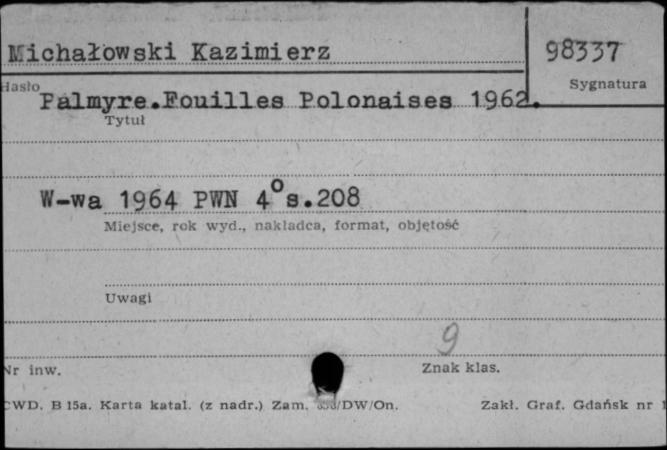 Michałowski Kazimierz
98337
Hasło
Sygnatura
Palmyre.Fouilles Polonaises 1962.
Tytuł
W-wa 1964 PWN 4° s.208
Miejsce, rok wyd., nakładca, format, objętość
Uwagi
9
Nr inw.
Znak klas.
CWD. B 15a. Karta katal. (z nadr.) Zam. /DW/On.
Zakł. Graf. Gdańsk nr 1